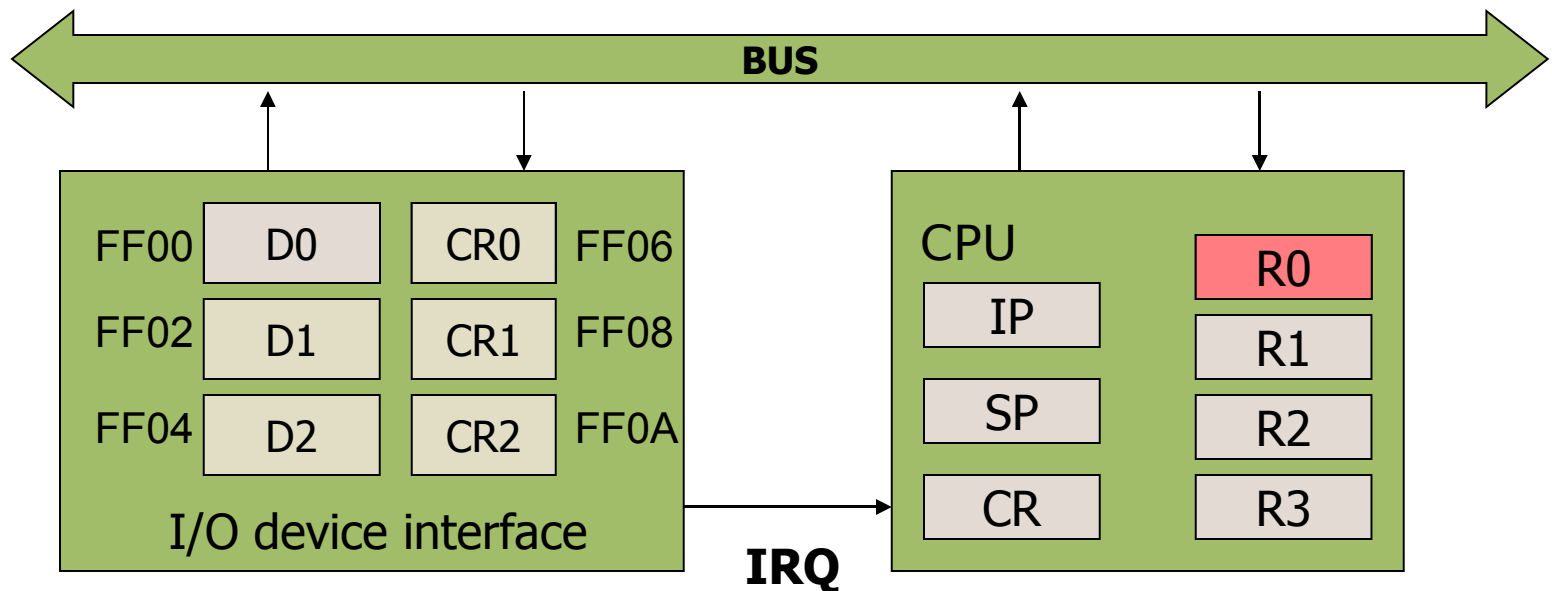 BUS
FF00 D0 CR0 FF06
FF02 D1 CR1 FF08
FF04 D2 CR2 FF0A
I/O device interface
IRQ
CPU
IP
SP
CR
R0
R1
R2
R3